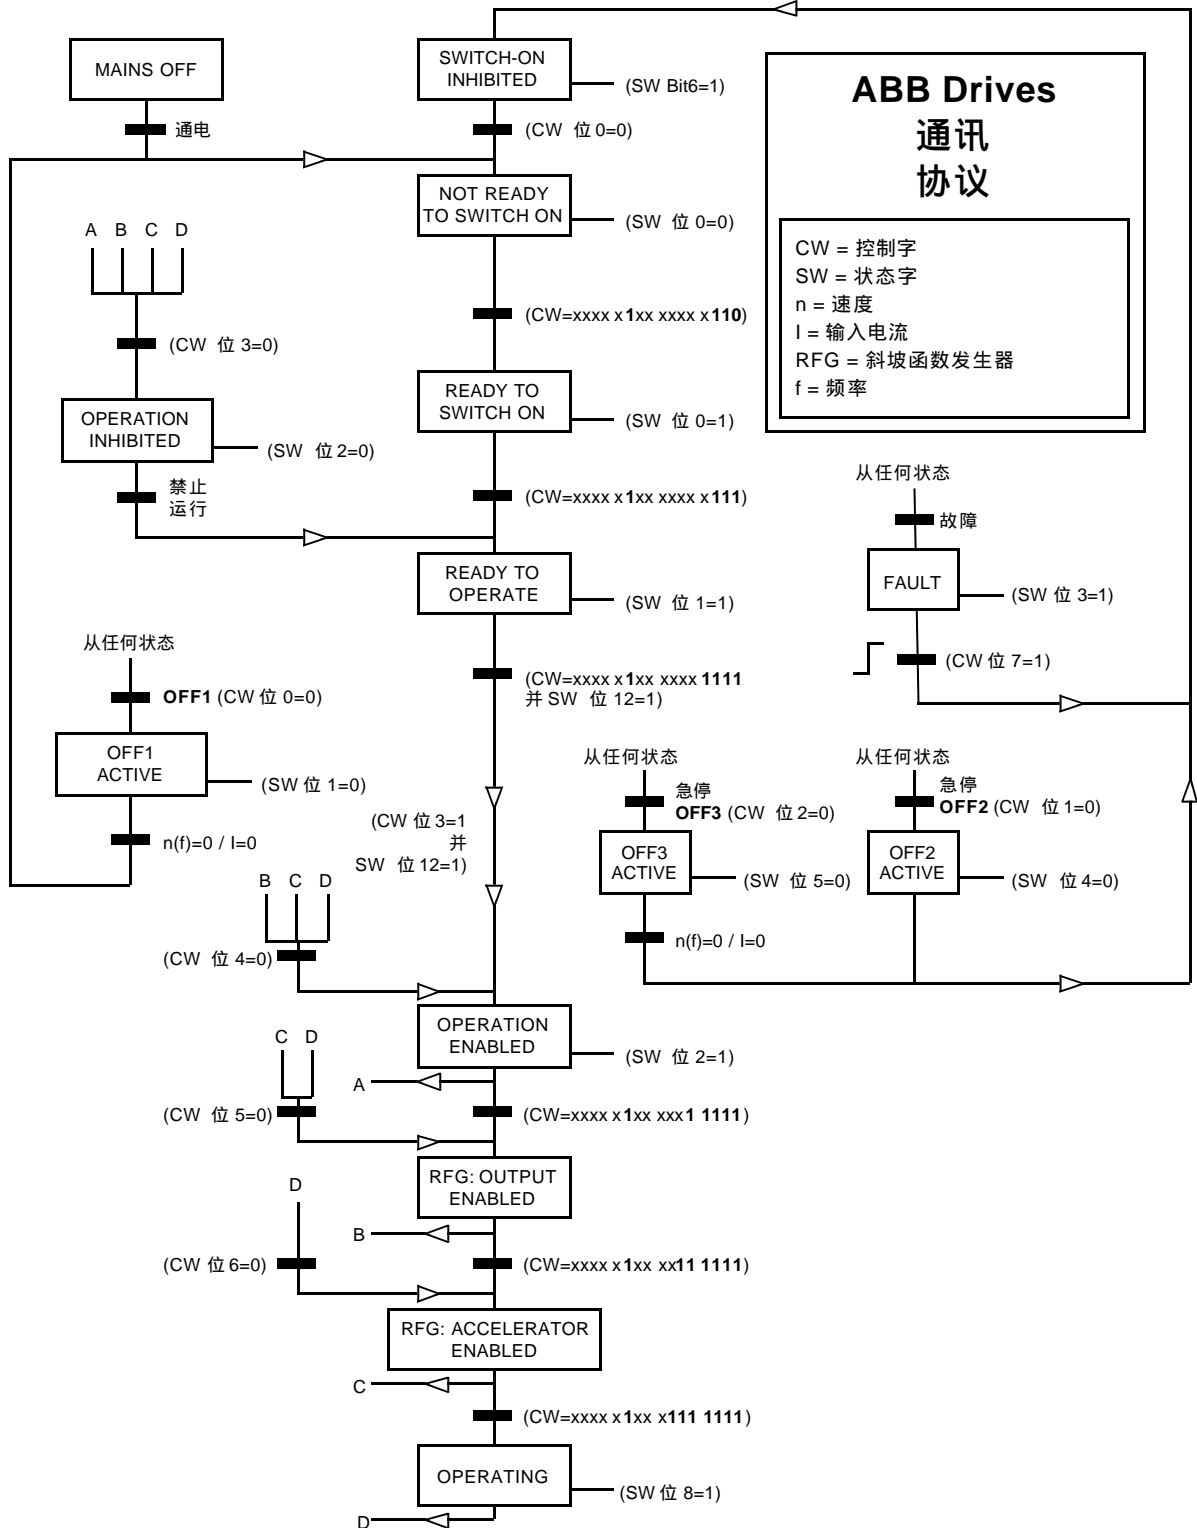 MAINS OFF
通电
SWITCH-ON
INHIBITED
(SW Bit6=1)
(CW 位 0=0)
ABB Drives
通讯
协议
CW = 控制字
SW = 状态字
n = 速度
I = 输入电流
RFG = 斜坡函数发生器
f = 频率
NOT READY
TO SWITCH ON
(SW 位 0=0)
A B C D
(CW 位 3=0)
(CW=xxxx x1xx xxxx x110)
OPERATION
INHIBITED
(SW 位 2=0)
禁止
运行
READY TO
SWITCH ON
(SW 位 0=1)
(CW=xxxx x1xx xxxx x111)
从任何状态
故障
FAULT
(SW 位 3=1)
(CW 位 7=1)
READY TO
OPERATE
(SW 位 1=1)
(CW=xxxx x1xx xxxx 1111
并 SW 位 12=1)
从任何状态
OFF1 (CW 位 0=0)
OFF1
ACTIVE
(SW 位 1=0)
n(f)=0 / I=0
(CW 位 3=1
并
SW 位 12=1)
从任何状态
急停
OFF3 (CW 位 2=0)
OFF3
ACTIVE
(SW 位 5=0)
n(f)=0 / I=0
从任何状态
急停
OFF2 (CW 位 1=0)
OFF2
ACTIVE
(SW 位 4=0)
B C D
(CW 位 4=0)
OPERATION
ENABLED
(SW 位 2=1)
C D
A
(CW 位 5=0)
(CW=xxxx x1xx xxx1 1111)
RFG: OUTPUT
ENABLED
D
B
(CW 位 6=0)
(CW=xxxx x1xx xx11 1111)
RFG: ACCELERATOR
ENABLED
C
(CW=xxxx x1xx x111 1111)
OPERATING
(SW 位 8=1)
D